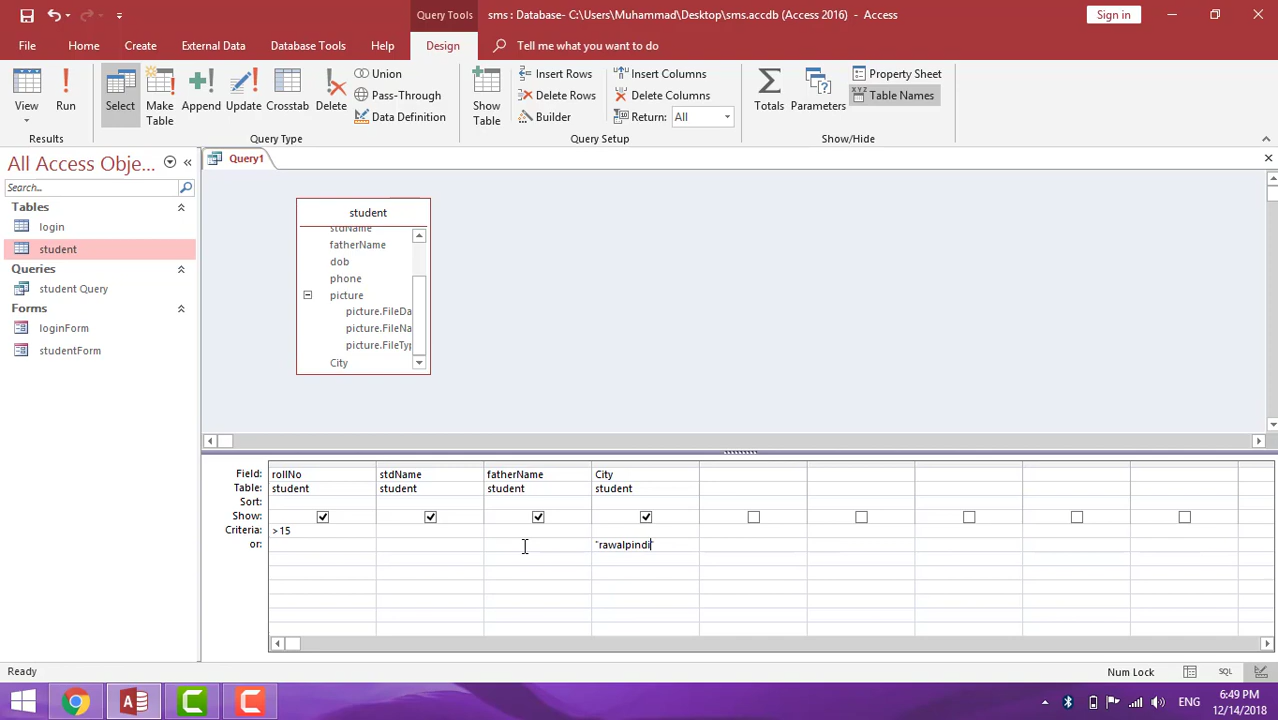 Query Tools
sms : Database- C:\Users\Muhammad\Desktop\sms.accdb (Access 2016) - Access
Sign in
File
Home
Create
External Data
Database Tools
Help
Design
Tell me what you want to do
View
Run
Select
Make Table
Append
Update
Crosstab
Delete
Union
Pass-Through
Data Definition
Show Table
Insert Rows
Delete Rows
Builder
Insert Columns
Delete Columns
Return: All
Totals
Parameters
Property Sheet
Table Names
Results
Query Type
Query Setup
Show/Hide
All Access Obje...
Search...
Tables
login
student
Queries
student Query
Forms
loginForm
studentForm
Query1
student
stdName
fatherName
dob
phone
picture
picture.FileDa
picture.FileNa
picture.FileTyp
City
Field: rollNo stdName fatherName City
Table: student student student student
Sort:
Show:
Criteria: >15
or: "rawalpindi"
Ready
Num Lock
SQL
ENG
6:49 PM
12/14/2018